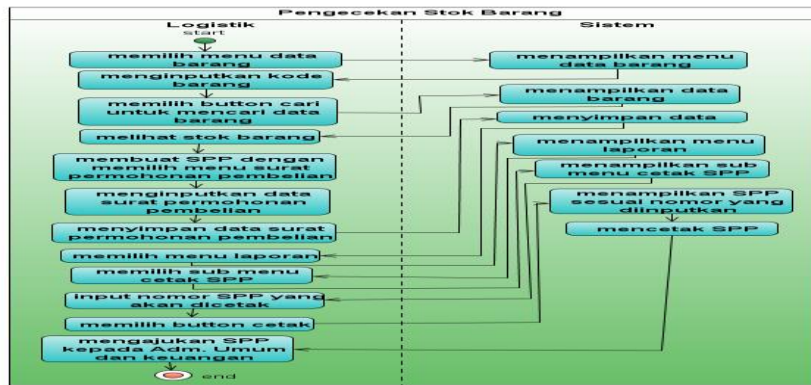 Pengecekan Stok Barang
Logistik
Sistem
start
memilih menu data
barang
menampilkan menu
data barang
menginputkan kode
barang
memilih button cari
untuk mencari data
barang
menampilkan data
barang
melihat stok barang
membuat SPP dengan
memilih menu surat
permohonan pembelian
menginputkan data
surat permohonan
pembelian
menyimpan data surat
permohonan pembelian
menyimpan data
memilih menu laporan
menampilkan menu
laporan
memilih sub menu
cetak SPP
menampilkan sub
menu cetak SPP
input nomor SPP yang
akan dicetak
memilih button cetak
menampilkan SPP
sesuai nomor yang
diinputkan
mencetak SPP
mengajukan SPP
kepada Adm. Umum
dan keuangan
end